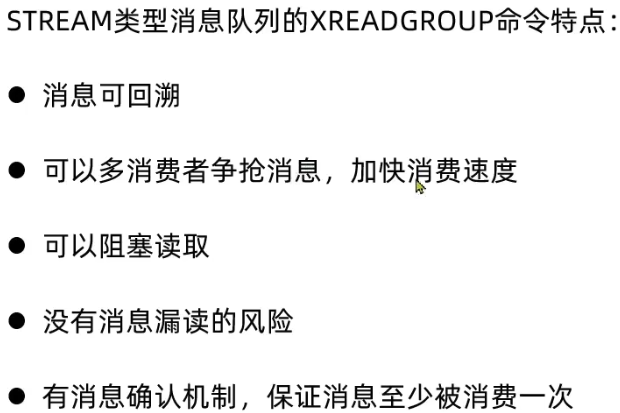 STREAM类型消息队列的XREADGROUP命令特点：
● 消息可回溯
● 可以多消费者争抢消息，加快消费速度
● 可以阻塞读取
● 没有消息漏读的风险
● 有消息确认机制，保证消息至少被消费一次